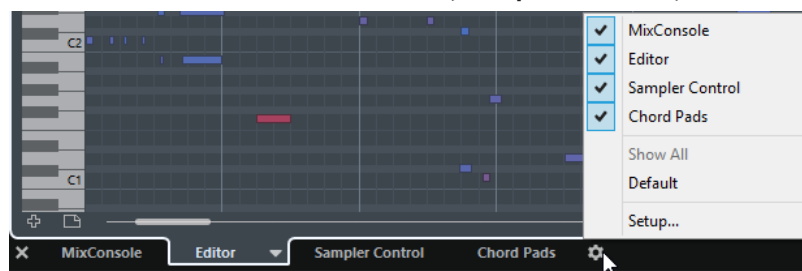 MixConsole
Editor
Sampler Control
Chord Pads
Show All
Default
Setup...
C2
C1
MixConsole Editor Sampler Control Chord Pads